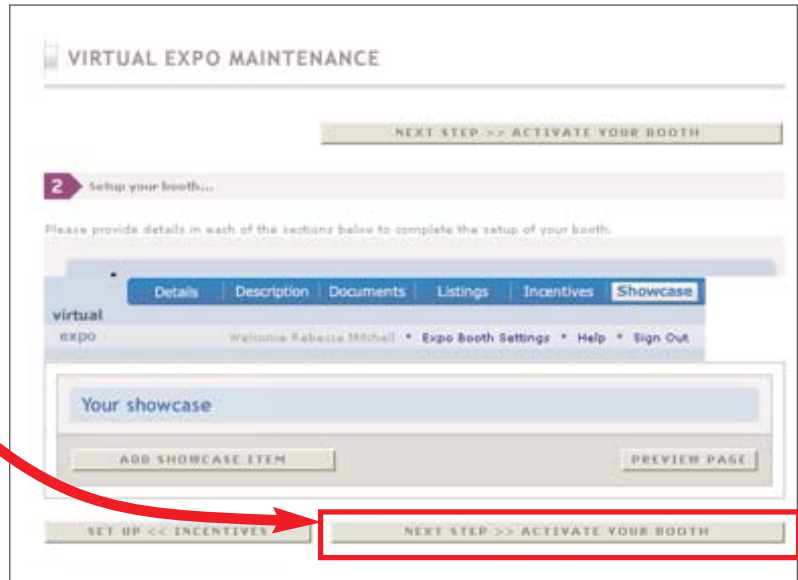 VIRTUAL EXPO MAINTENANCE
NEXT STEP >> ACTIVATE YOUR BOOTH
2 Setup your booth...
Please provide details in each of the sections below to complete the setup of your booth.
Details Description Documents Listings Incentives Showcase
virtual
expo Welcome Rebecca Mitchell * Expo Booth Settings * Help * Sign Out
Your showcase
ADD SHOWCASE ITEM PREVIEW PAGE
SET UP << INCENTIVES NEXT STEP >> ACTIVATE YOUR BOOTH